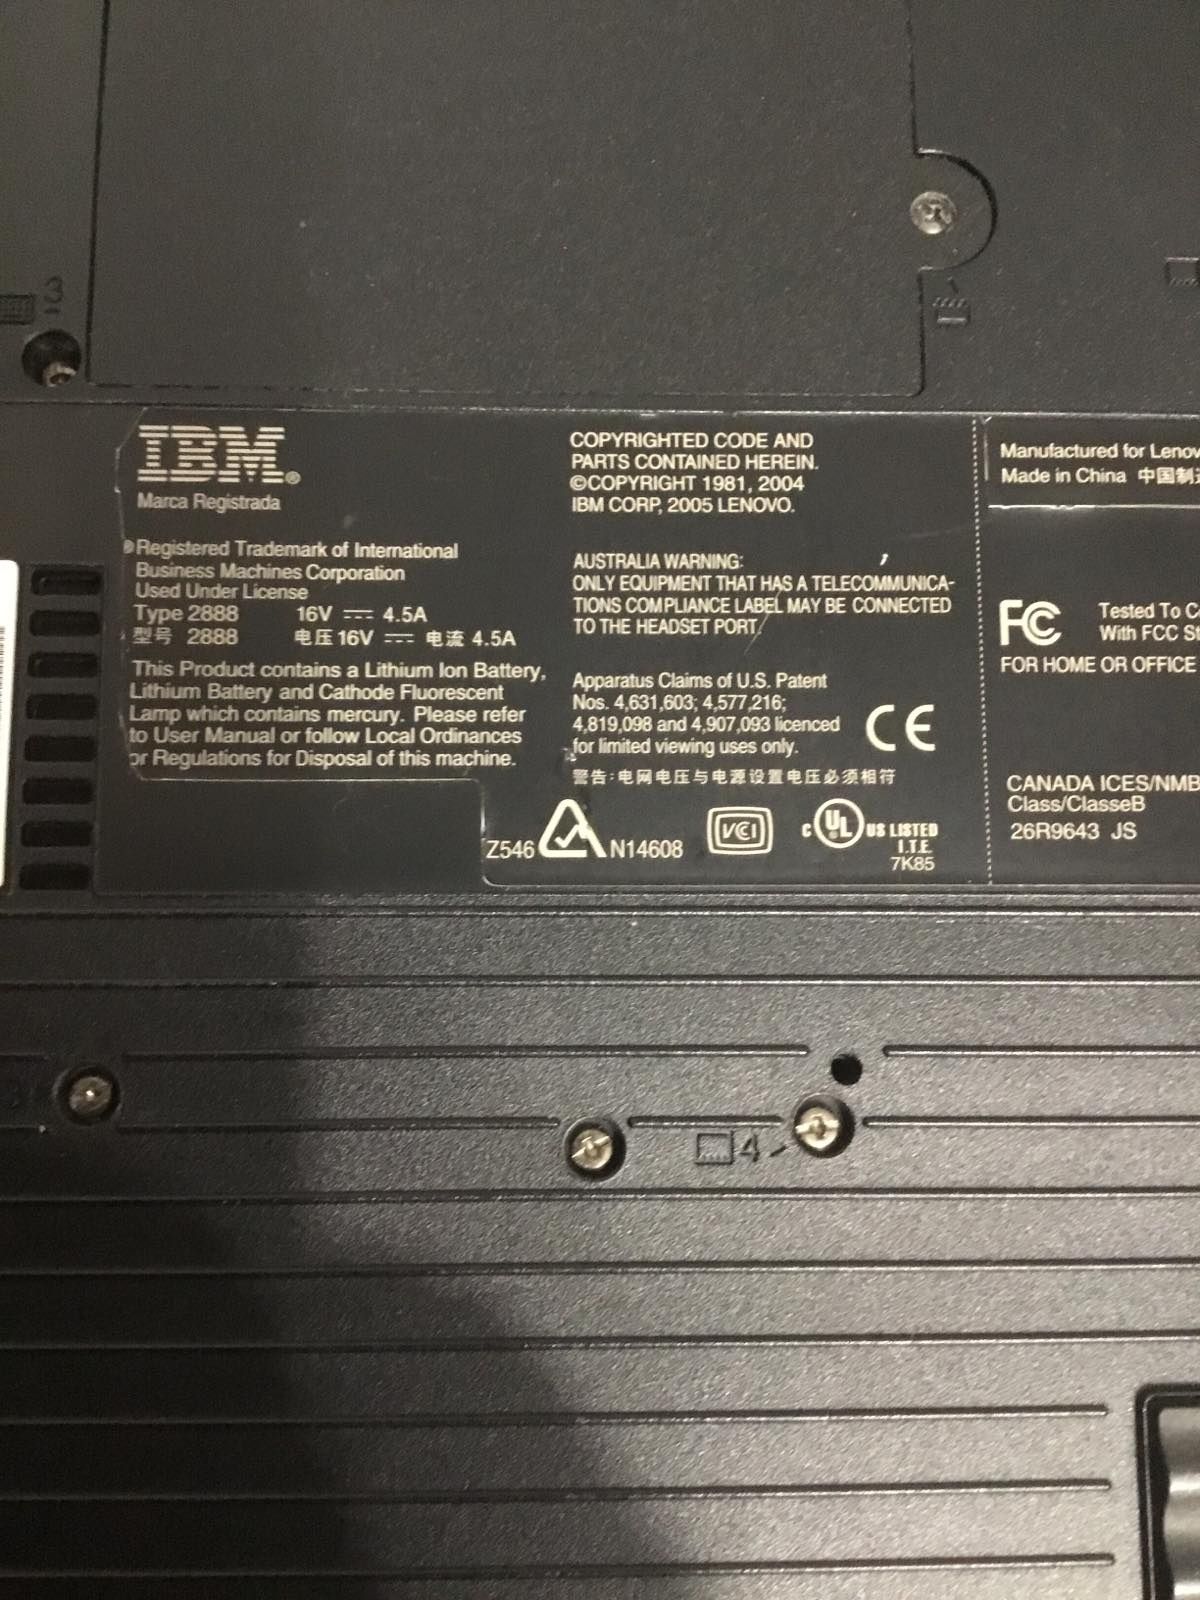 3
IBM®
Marca Registrada
®Registered Trademark of International
Business Machines Corporation
Used Under License
Type 2888 16V 4.5A
型号 2888 电压 16V 电流 4.5A
This Product contains a Lithium Ion Battery,
Lithium Battery and Cathode Fluorescent
Lamp which contains mercury. Please refer
to User Manual or follow Local Ordinances
or Regulations for Disposal of this machine.
COPYRIGHTED CODE AND
PARTS CONTAINED HEREIN.
©COPYRIGHT 1981, 2004
IBM CORP, 2005 LENOVO.
AUSTRALIA WARNING:
ONLY EQUIPMENT THAT HAS A TELECOMMUNICA-
TIONS COMPLIANCE LABEL MAY BE CONNECTED
TO THE HEADSET PORT.
Apparatus Claims of U.S. Patent
Nos. 4,631,603; 4,577,216;
4,819,098 and 4,907,093 licenced
for limited viewing uses only.
CE
警告:电网电压与电源设置电压必须相符
Z546 N14608
VCI
c UL US LISTED
I.T.E.
7K85
Manufactured for Lenov
Made in China 中国制造
FC
Tested To C
With FCC St
FOR HOME OR OFFICE
CANADA ICES/NMB
Class/ClasseB
26R9643 JS
4